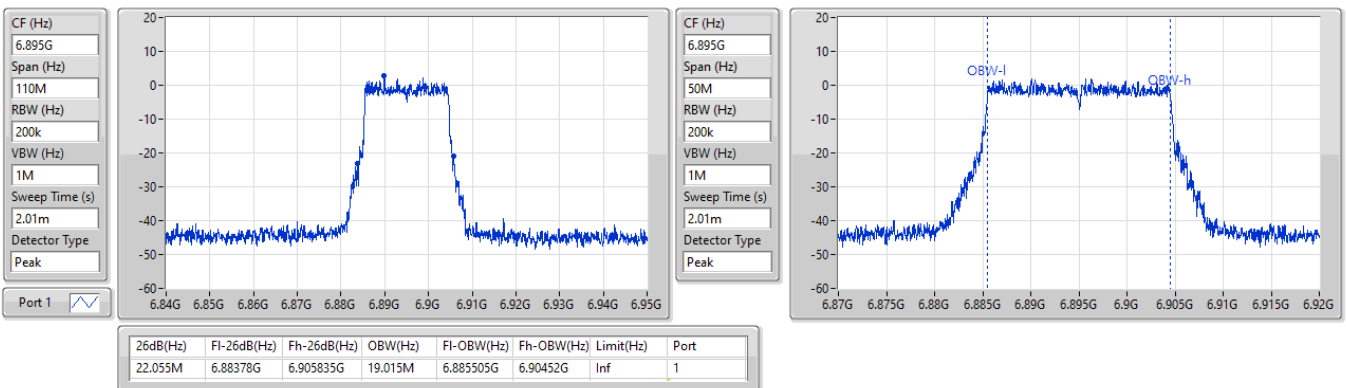 CF (Hz)
6.895G
Span (Hz)
110M
RBW (Hz)
200k
VBW (Hz)
1M
Sweep Time (s)
2.01m
Detector Type
Peak
Port 1
20
10
0
-10
-20
-30
-40
-50
-60
6.84G 6.85G 6.86G 6.87G 6.88G 6.89G 6.9G 6.91G 6.92G 6.93G 6.94G 6.95G
CF (Hz)
6.895G
Span (Hz)
50M
RBW (Hz)
200k
VBW (Hz)
1M
Sweep Time (s)
2.01m
Detector Type
Peak
20
10
0
-10
-20
-30
-40
-50
-60
OBW-l
OBW-h
6.87G 6.875G 6.88G 6.885G 6.89G 6.895G 6.9G 6.905G 6.91G 6.915G 6.92G
26dB(Hz) Fl-26dB(Hz) Fh-26dB(Hz) OBW(Hz) Fl-OBW(Hz) Fh-OBW(Hz) Limit(Hz) Port
22.055M 6.88378G 6.905835G 19.015M 6.885505G 6.90452G Inf 1